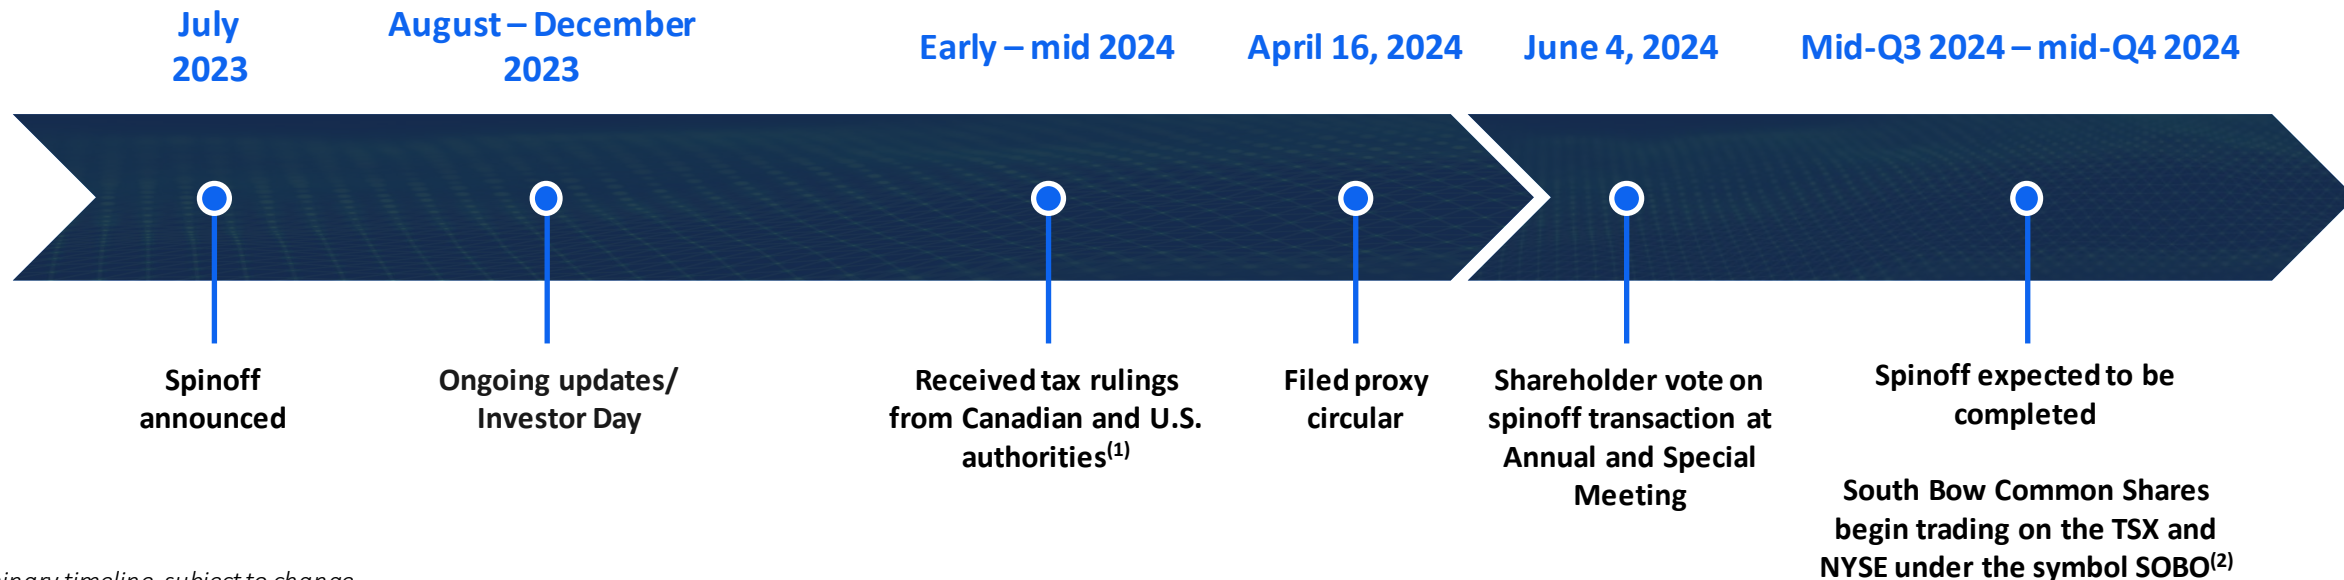 July
2023
August – December
2023
Early – mid 2024
April 16, 2024
June 4, 2024
Mid-Q3 2024 – mid-Q4 2024
Spinoff
announced
Ongoing updates/
Investor Day
Received tax rulings
from Canadian and U.S.
authorities(1)
Filed proxy
circular
Shareholder vote on
spinoff transaction at
Annual and Special
Meeting
Spinoff expected to be
completed
South Bow Common Shares
begin trading on the TSX and
NYSE under the symbol SOBO(2)
timeline, subject to change